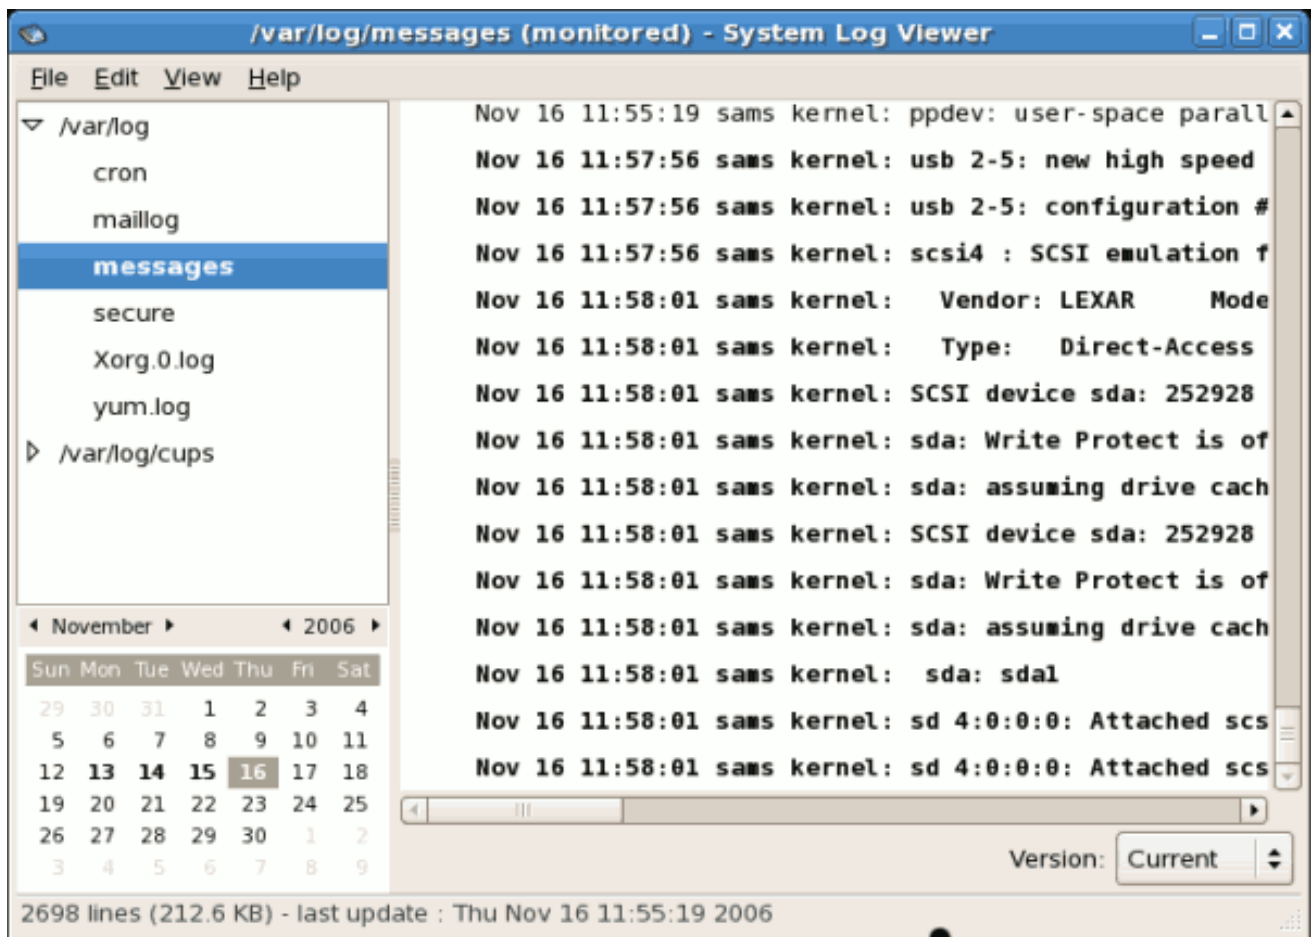 /var/log/messages (monitored) - System Log Viewer
File Edit View Help
/var/log
cron
maillog
messages
secure
Xorg.0.log
yum.log
/var/log/cups
November 2006
Sun Mon Tue Wed Thu Fri Sat
29 30 31 1 2 3 4
5 6 7 8 9 10 11
12 13 14 15 16 17 18
19 20 21 22 23 24 25
26 27 28 29 30 1 2
3 4 5 6 7 8 9
Nov 16 11:55:19 sams kernel: ppdev: user-space parall
Nov 16 11:57:56 sams kernel: usb 2-5: new high speed
Nov 16 11:57:56 sams kernel: usb 2-5: configuration #
Nov 16 11:57:56 sams kernel: scsi4 : SCSI emulation f
Nov 16 11:58:01 sams kernel: Vendor: LEXAR Mode
Nov 16 11:58:01 sams kernel: Type: Direct-Access
Nov 16 11:58:01 sams kernel: SCSI device sda: 252928
Nov 16 11:58:01 sams kernel: sda: Write Protect is of
Nov 16 11:58:01 sams kernel: sda: assuming drive cach
Nov 16 11:58:01 sams kernel: SCSI device sda: 252928
Nov 16 11:58:01 sams kernel: sda: Write Protect is of
Nov 16 11:58:01 sams kernel: sda: assuming drive cach
Nov 16 11:58:01 sams kernel: sda: sda1
Nov 16 11:58:01 sams kernel: sd 4:0:0:0: Attached scs
Nov 16 11:58:01 sams kernel: sd 4:0:0:0: Attached scs
Version: Current
2698 lines (212.6 KB) - last update : Thu Nov 16 11:55:19 2006